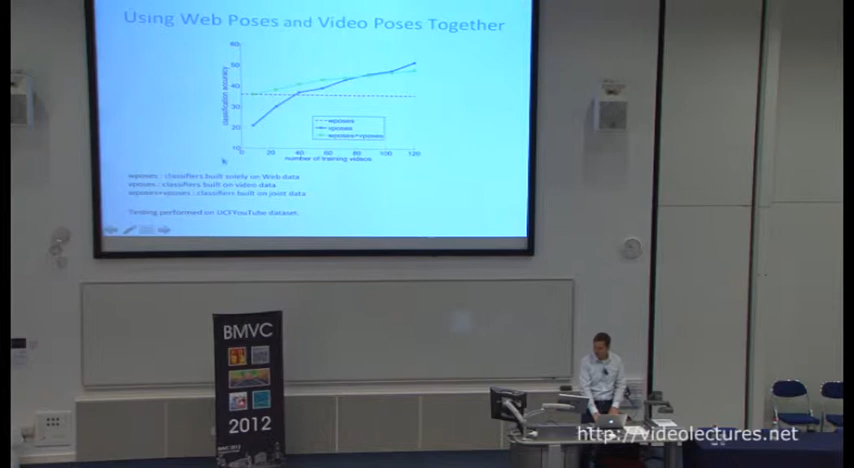 Using Web Poses and Video Poses Together
60
50
40
30
20
10
classification accuracy
wposes
vposes
wposes+vposes
20 40 60 80 100 120
number of training videos
wposes : classifiers built solely on Web-data
vposes : classifiers built on video data
wposes+vposes : classifiers built on joint data
Testing performed on UCFYouTube dataset.
BMVC
2012
BMVC 2012
http://videolectures.net